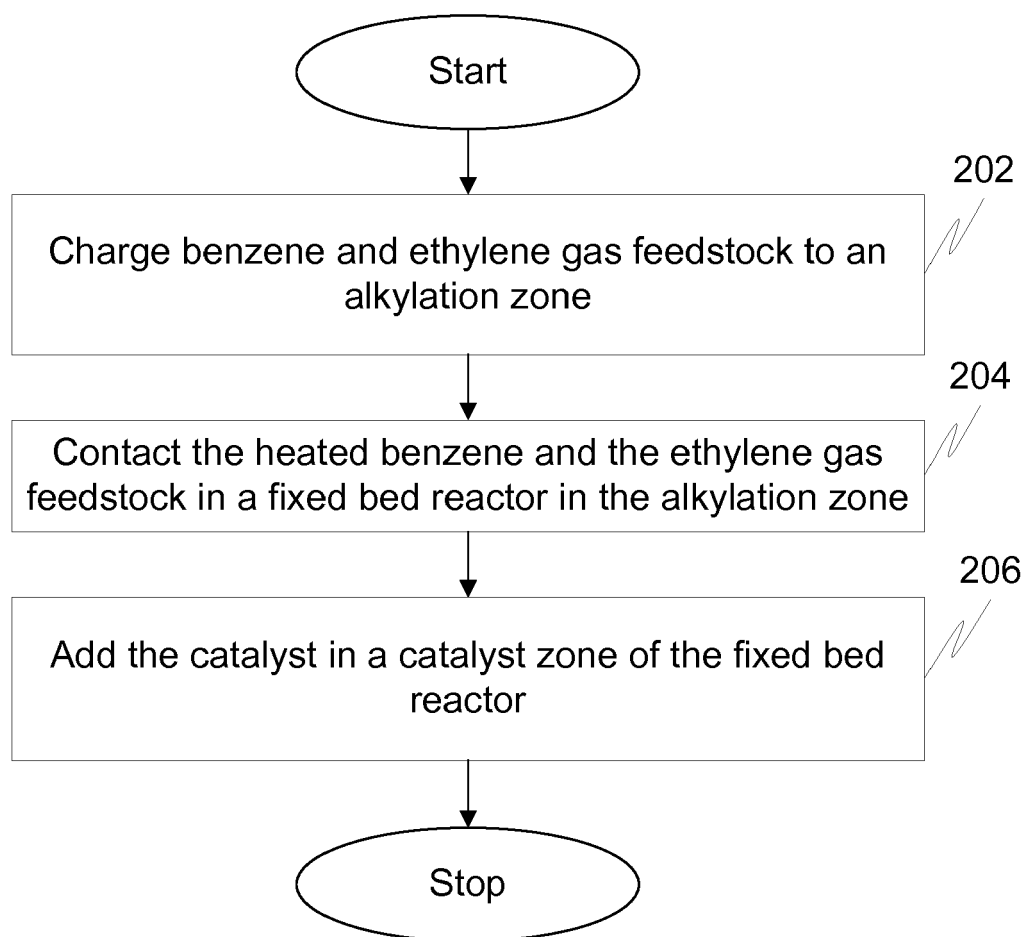 Start
202
Charge benzene and ethylene gas feedstock to an
alkylation zone
204
Contact the heated benzene and the ethylene gas
feedstock in a fixed bed reactor in the alkylation zone
206
Add the catalyst in a catalyst zone of the fixed bed
reactor
Stop